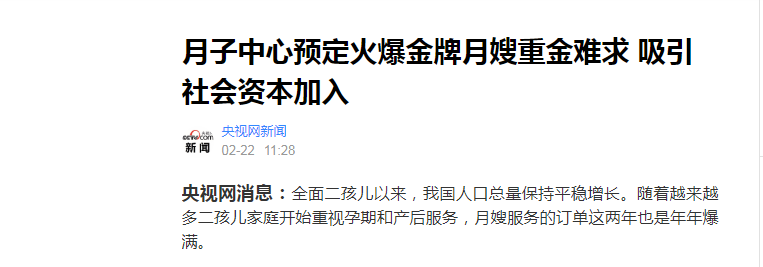 月子中心预定火爆金牌月嫂重金难求 吸引
社会资本加入
央视网
cctv.com
新闻
央视网新闻
02-22 11:28
央视网消息：全面二孩儿以来，我国人口总量保持平稳增长。随着越来越
多二孩儿家庭开始重视孕期和产后服务，月嫂服务的订单这两年也是年年爆
满。